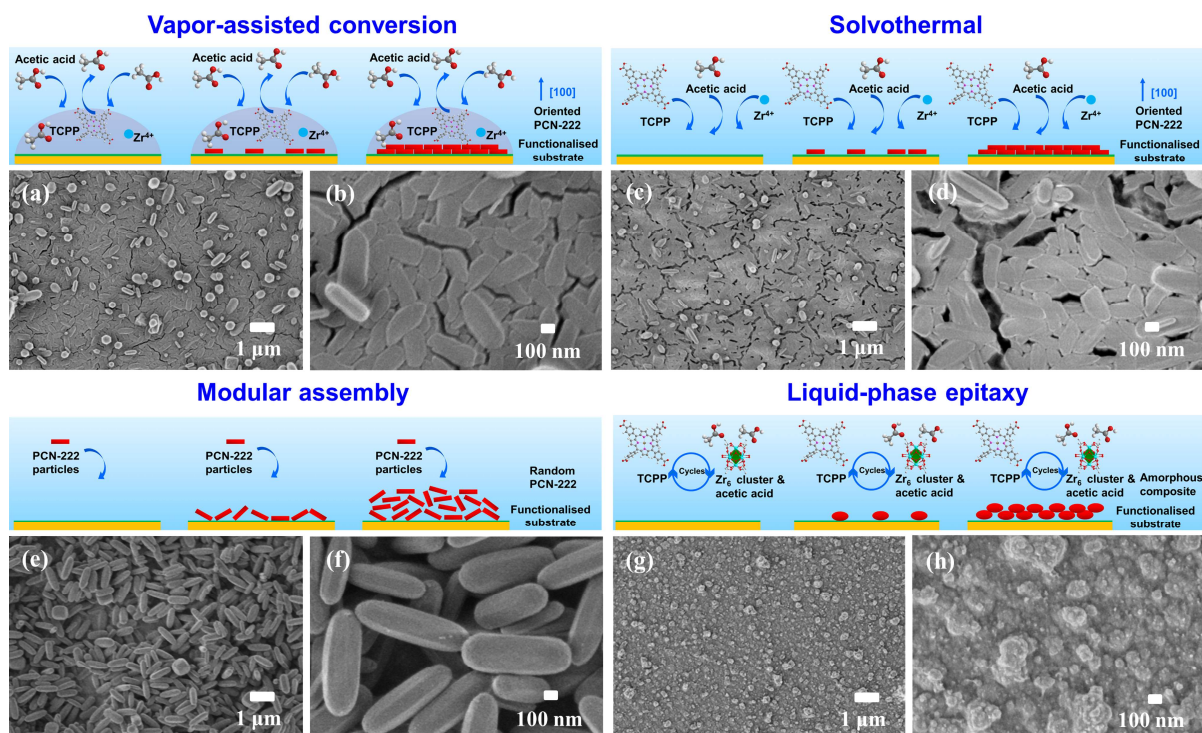 Vapor-assisted conversion
Acetic acid
Acetic acid
Acetic acid
[100]
Oriented
PCN-222
TCPP
Zr4+
TCPP
Zr4+
TCPP
Zr4+
Functionalised
substrate
(a)
1 μm
(b)
100 nm
Solvothermal
Acetic acid
Acetic acid
Acetic acid
[100]
TCPP
Zr4+
TCPP
Zr4+
TCPP
Zr4+
Oriented
PCN-222
Functionalised
substrate
(c)
1 μm
(d)
100 nm
Modular assembly
PCN-222
particles
PCN-222
particles
PCN-222
particles
Random
PCN-222
Functionalised
substrate
(e)
1 μm
(f)
100 nm
Liquid-phase epitaxy
TCPP
Cycles
Zr6 cluster &
acetic acid
TCPP
Cycles
Zr6 cluster &
acetic acid
TCPP
Cycles
Zr6 cluster &
acetic acid
Amorphous
composite
Functionalised
substrate
(g)
1 μm
(h)
100 nm